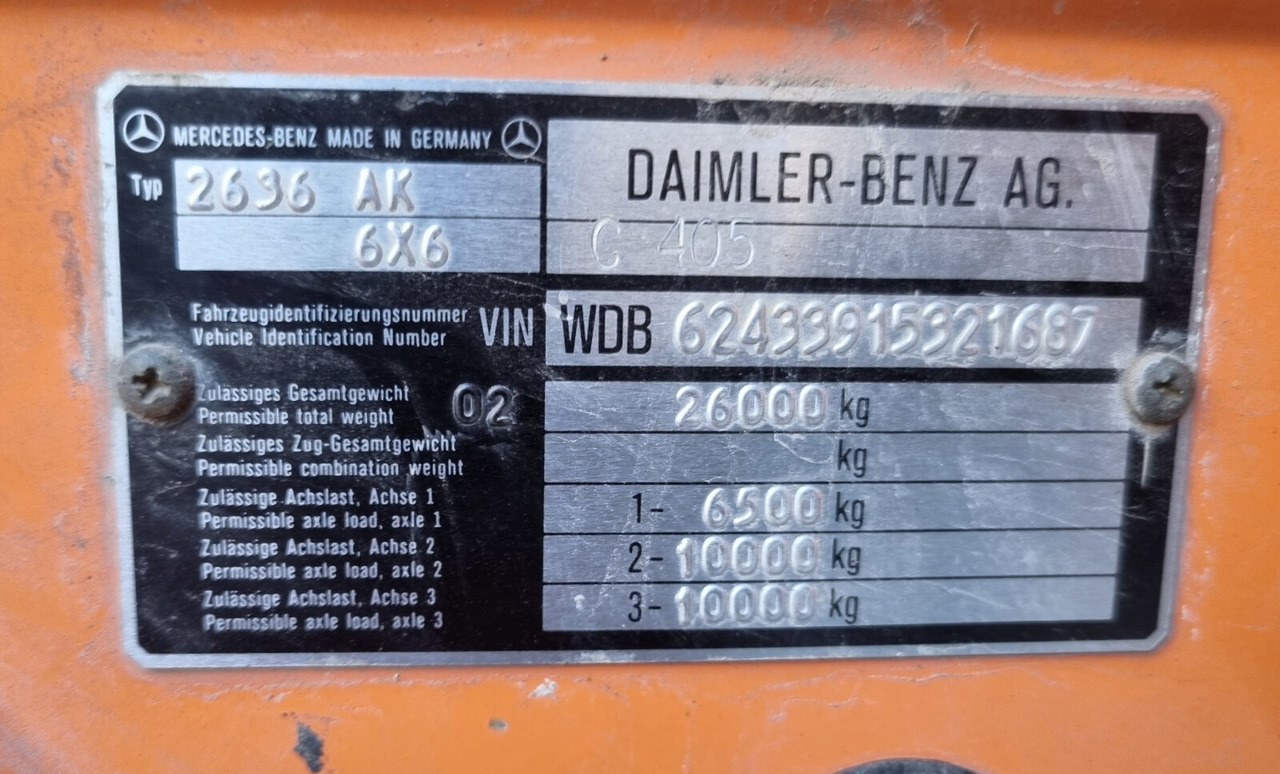 MERCEDES-BENZ MADE IN GERMANY
Typ 2636 AK
6X6
DAIMLER-BENZ AG.
C 405
Fahrzeugidentifizierungsnummer
Vehicle Identification Number
VIN WDB 62433915321687
Zulässiges Gesamtgewicht
Permissible total weight
02 26000 kg
Zulässiges Zug-Gesamtgewicht
Permissible combination weight
kg
Zulässige Achslast, Achse 1
Permissible axle load, axle 1
1- 6500 kg
Zulässige Achslast, Achse 2
Permissible axle load, axle 2
2- 10000 kg
Zulässige Achslast, Achse 3
Permissible axle load, axle 3
3- 10000 kg